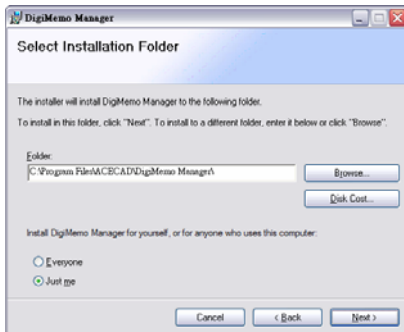 DigiMemo Manager
Select Installation Folder
The installer will install DigiMemo Manager to the following folder.
To install in this folder, click "Next". To install to a different folder, enter it below or click "Browse".
Folder:
C:\Program Files\ACECAD\DigiMemo Manager\
Browse...
Disk Cost...
Install DigiMemo Manager for yourself, or for anyone who uses this computer:
Everyone
Just me
Cancel < Back Next >